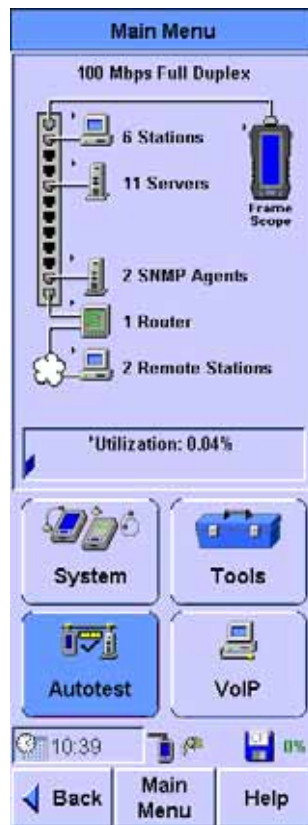 Main Menu
100 Mbps Full Duplex
6 Stations
11 Servers
Frame
Scope
2 SNMP Agents
1 Router
2 Remote Stations
'Utilization: 0.04%
System
Tools
Autotest
VoIP
10:39
0%
Back
Main
Menu
Help